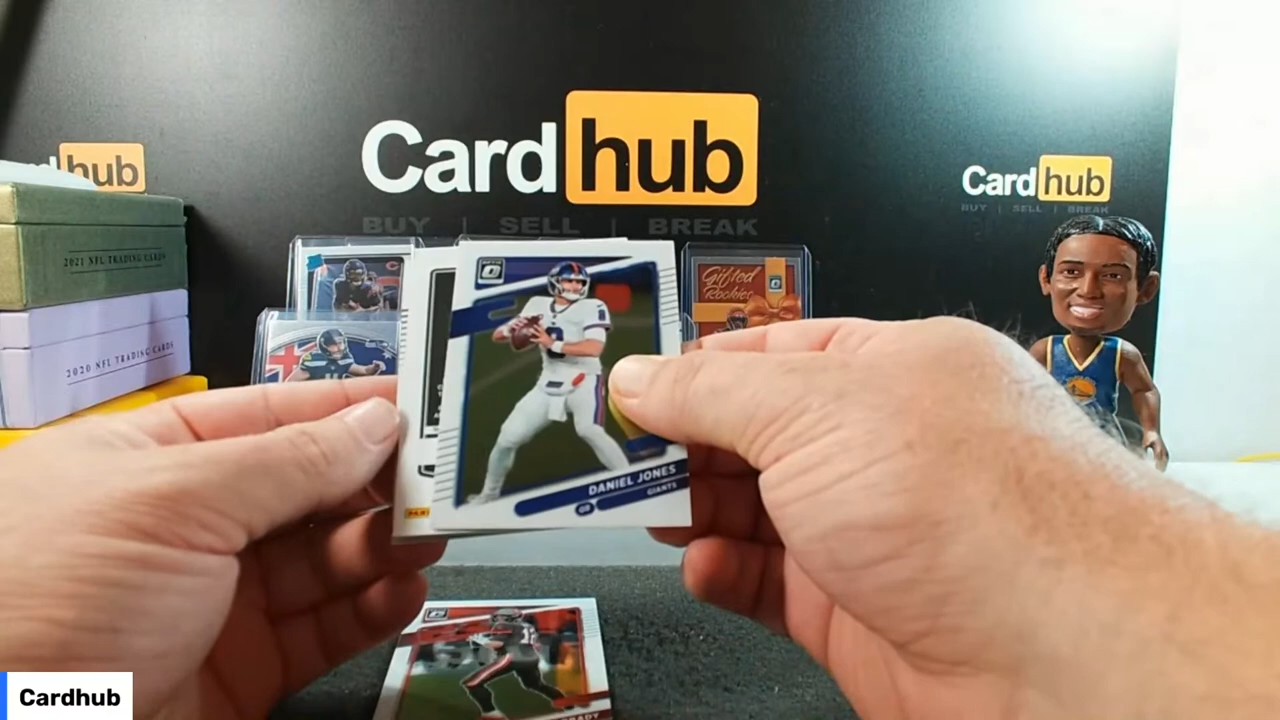 Card hub
BUY | SELL | BREAK
hub
Card hub
BUY | SELL | BREAK
2021 NFL TRADING CARDS
2020 NFL TRADING CARDS
Gifted
Rookies
DANIEL JONES
GIANTS
QB
Cardhub